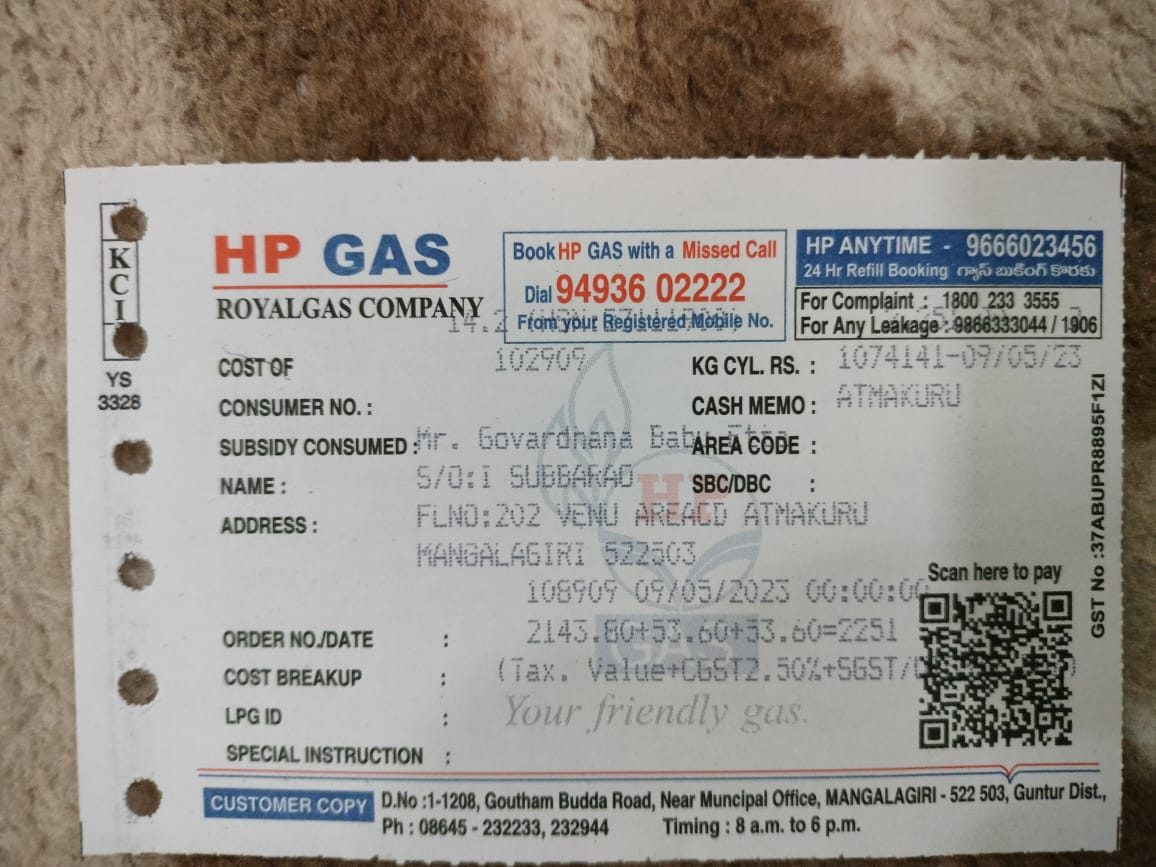 KCI
YS
3328
HP GAS
ROYALGAS COMPANY
Book HP GAS with a Missed Call
Dial 94936 02222
From your Registered Mobile No.
HP ANYTIME - 9666023456
24 Hr Refill Booking గ్యాస్ బుకింగ్ కొరకు
For Complaint : 1800 233 3555
For Any Leakage : 9866333044 / 1906
14.2
COST OF
102909
KG CYL. RS. :
1074141-09/05/23
CONSUMER NO. :
CASH MEMO :
ATMAKURU
SUBSIDY CONSUMED :
Mr. Govardhana Babu
AREA CODE :
NAME :
S/O:I SUBBARAO
SBC/DBC :
ADDRESS :
FLNO:202 VENU AREAGD ATMAKURU
MANGALAGIRI 522503
108909 09/05/2023 00:00:00
ORDER NO./DATE :
2143.80+53.60+53.60=2251
COST BREAKUP :
(Tax. Value+CGST2.50%+SGST/
LPG ID :
SPECIAL INSTRUCTION :
HP
GAS
Your friendly gas.
Scan here to pay
GST No :37ABUPR8895F1ZI
CUSTOMER COPY
D.No :1-1208, Goutham Budda Road, Near Muncipal Office, MANGALAGIRI - 522 503, Guntur Dist.,
Ph : 08645 - 232233, 232944 Timing : 8 a.m. to 6 p.m.